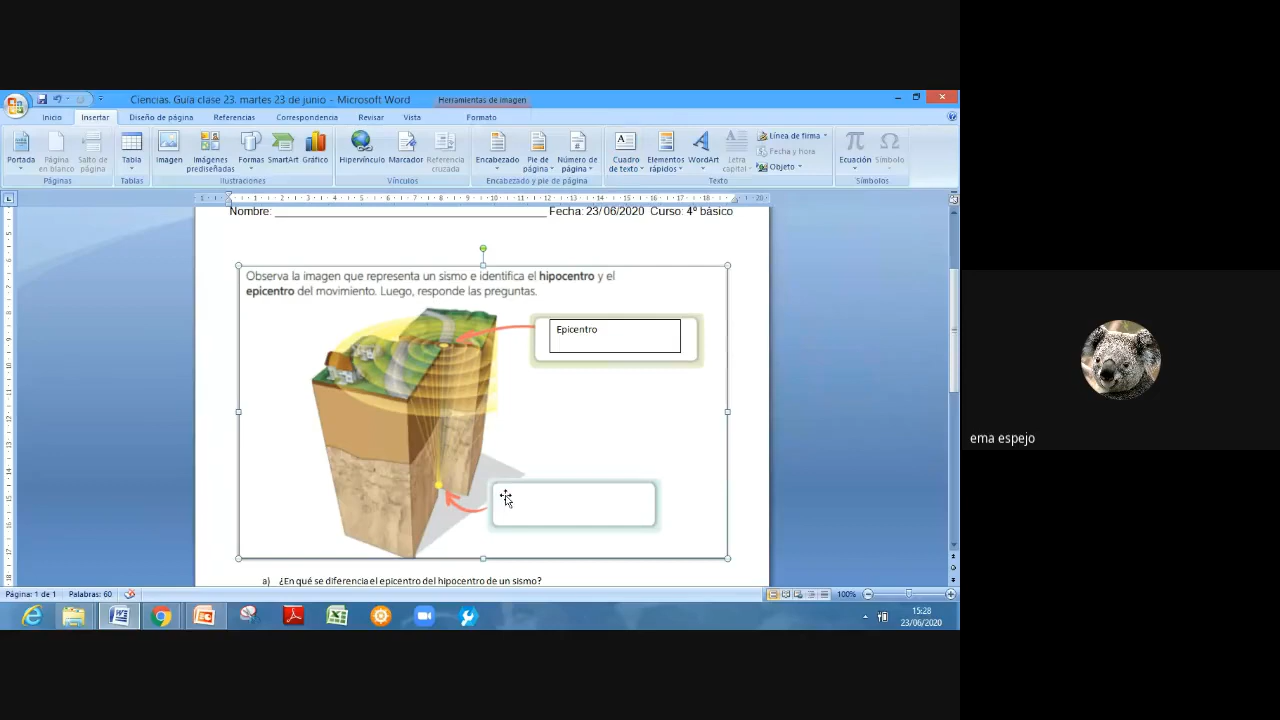 Ciencias. Guía clase 23. martes 23 de junio - Microsoft Word
Herramientas de imagen
Inicio Insertar Diseño de página Referencias Correspondencia Revisar Vista Formato
Portada
Página en blanco
Salto de página
Tabla
Imagen
Imágenes prediseñadas
Formas
SmartArt
Gráfico
Hipervínculo
Marcador
Referencia cruzada
Encabezado
Pie de página
Número de página
Cuadro de texto
Elementos rápidos
WordArt
Letra capital
Línea de firma
Fecha y hora
Objeto
Ecuación
Símbolo
Páginas Tablas Ilustraciones Vínculos Encabezado y pie de página Texto Símbolos
Nombre: ______________________________ Fecha: 23/06/2020 Curso: 4º básico
Observa la imagen que representa un sismo e identifica el hipocentro y el
epicentro del movimiento. Luego, responde las preguntas.
Epicentro
a) ¿En qué se diferencia el epicentro del hipocentro de un sismo?
ema espejo
Página: 1 de 1 Palabras: 60 100%
15:28
23/06/2020